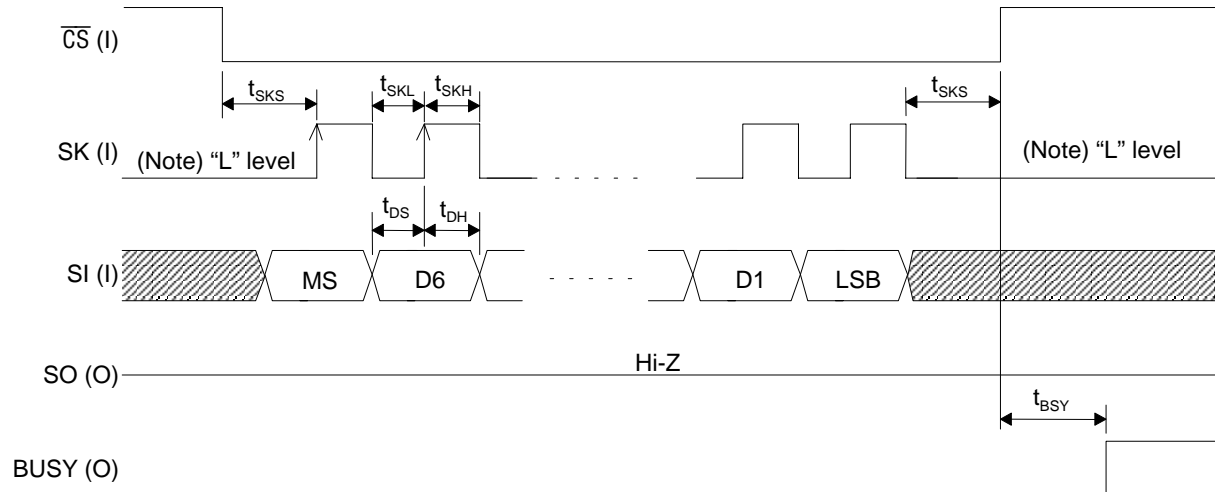 CS (I)
tSKS
tSKL
tSKH
tSKS
SK (I)
(Note) “L” level
(Note) “L” level
tDS
tDH
SI (I)
MS
D6
D1
LSB
SO (O)
Hi-Z
tBSY
BUSY (O)